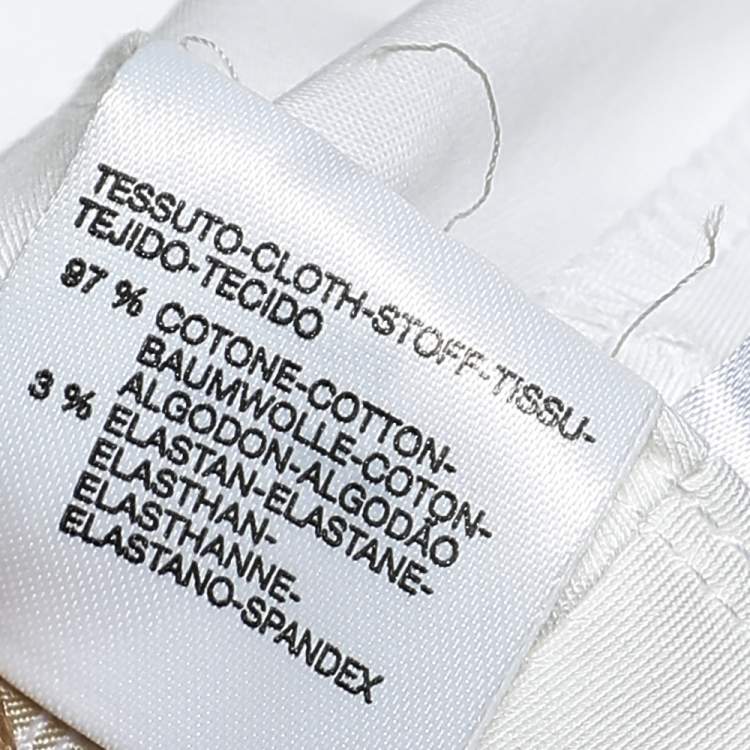 TESSUTO-CLOTH-STOFF-TISSU-
TEJIDO-TECIDO
97 % COTONE-COTTON-
BAUMWOLLE-COTON-
ALGODON-ALGODÃO
3 % ELASTAN-ELASTANE-
ELASTHAN-
ELASTHANNE-
ELASTANO-SPANDEX